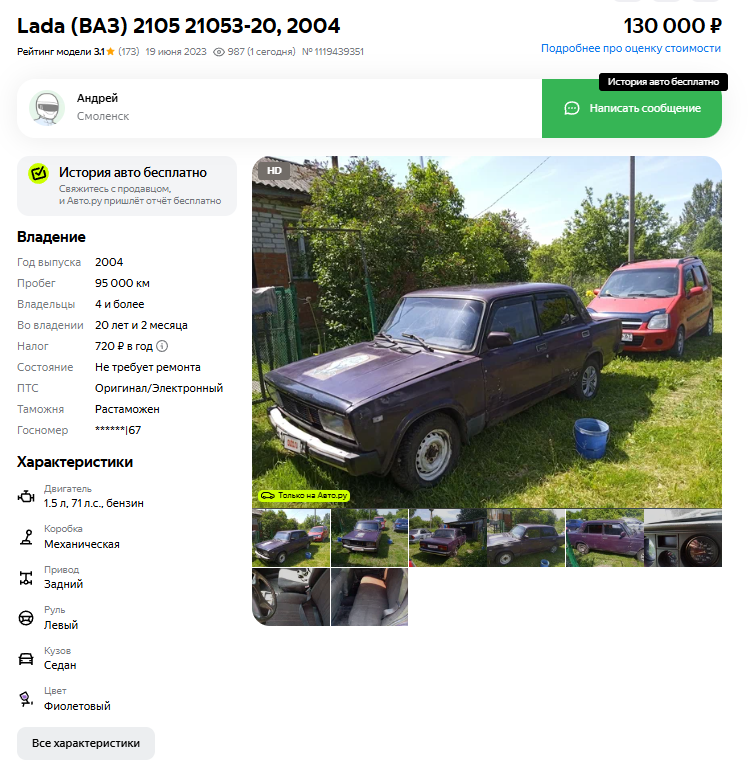 Lada (ВАЗ) 2105 21053-20, 2004
130 000 ₽
Рейтинг модели 3.1 (173) 19 июня 2023 987 (1 сегодня) № 1119439351
Подробнее про оценку стоимости
История авто бесплатно
Андрей
Смоленск
Написать сообщение
История авто бесплатно
Свяжитесь с продавцом,
и Авто.ру пришлёт отчёт бесплатно
HD
Владение
Год выпуска 2004
Пробег 95 000 км
Владельцы 4 и более
Во владении 20 лет и 2 месяца
Налог 720 ₽ в год
Состояние Не требует ремонта
ПТС Оригинал/Электронный
Таможня Растаможен
Госномер ******|67
Характеристики
Двигатель
1.5 л, 71 л.с., бензин
Коробка
Механическая
Привод
Задний
Руль
Левый
Кузов
Седан
Цвет
Фиолетовый
Все характеристики
Только на Авто.ру